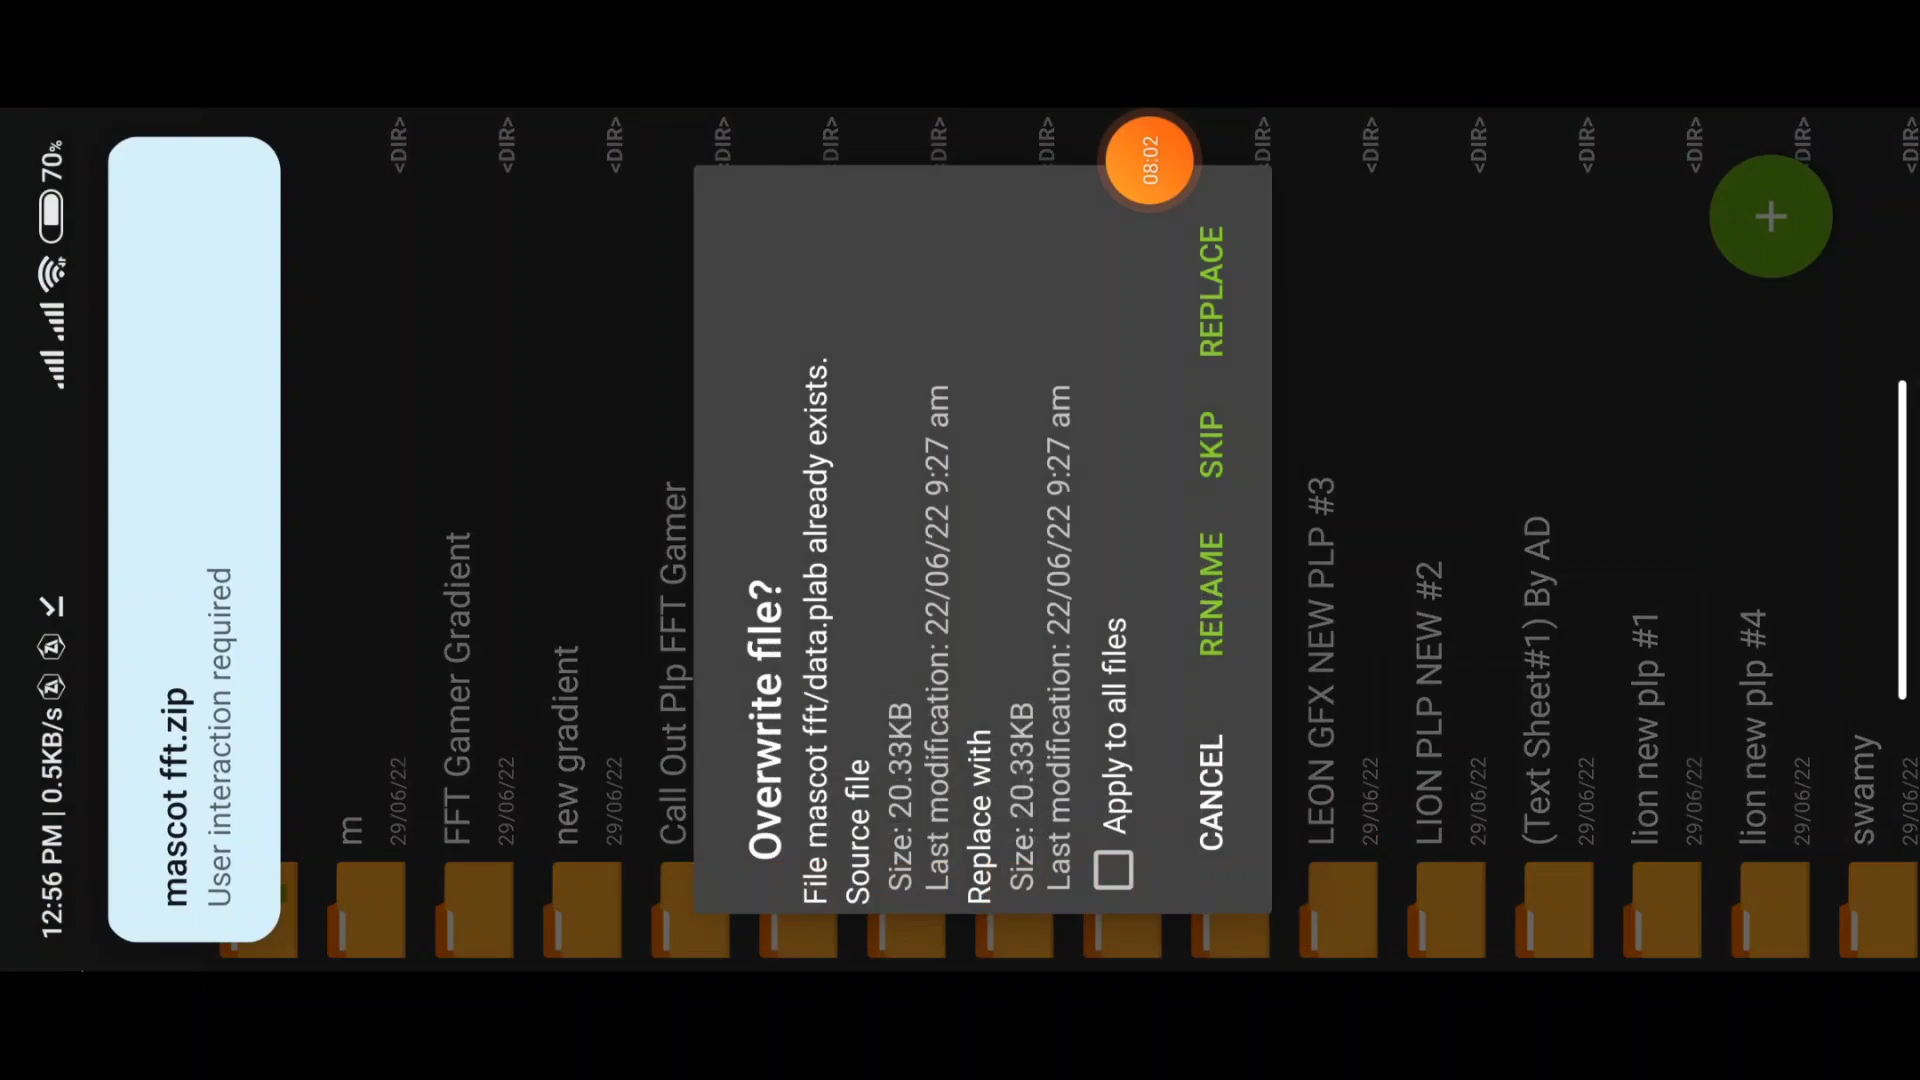 12:56 PM | 0.5KB/s
70%
mascot fft.zip
User interaction required
m
29/06/22
<DIR>
FFT Gamer Gradient
29/06/22
<DIR>
new gradient
29/06/22
<DIR>
Call Out Plp FFT Gamer
<DIR>
Overwrite file?
File mascot fft/data.plab already exists.
Source file
Size: 20.33KB
Last modification: 22/06/22 9:27 am
Replace with
Size: 20.33KB
Last modification: 22/06/22 9:27 am
Apply to all files
CANCEL RENAME SKIP REPLACE
<DIR>
<DIR>
<DIR>
08:02
<DIR>
LEON GFX NEW PLP #3
29/06/22
<DIR>
LION PLP NEW #2
29/06/22
<DIR>
(Text Sheet#1) By AD
29/06/22
<DIR>
lion new plp #1
29/06/22
<DIR>
lion new plp #4
29/06/22
<DIR>
swamy
29/06/22
<DIR>